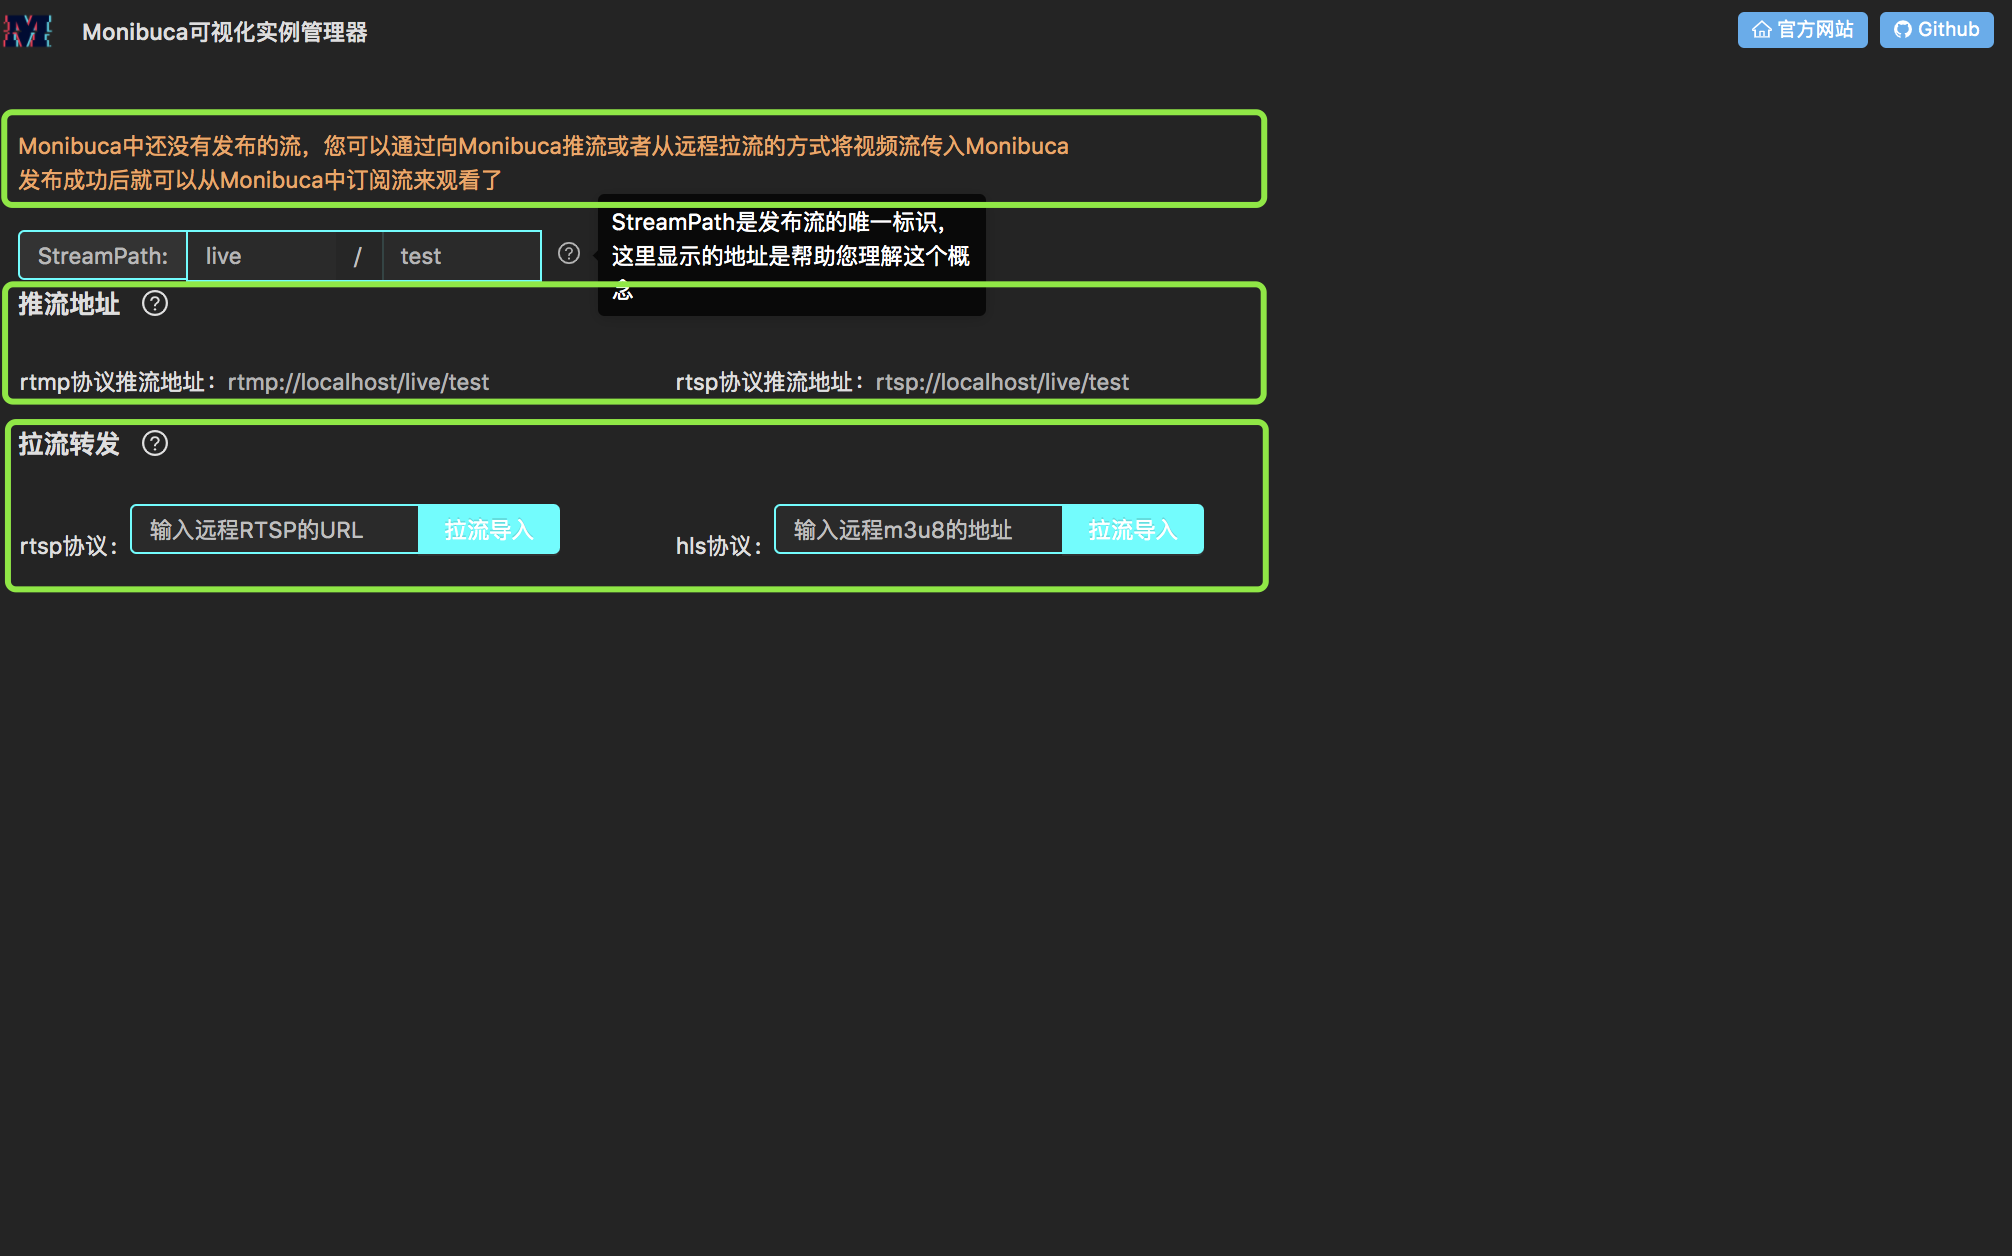 Monibuca可视化实例管理器
官方网站
Github
Monibuca中还没有发布的流，您可以通过向Monibuca推流或者从远程拉流的方式将视频流传入Monibuca
发布成功后就可以从Monibuca中订阅流来观看了
StreamPath: live / test
StreamPath是发布流的唯一标识，
这里显示的地址是帮助您理解这个概
念
推流地址
rtmp协议推流地址：rtmp://localhost/live/test
rtsp协议推流地址：rtsp://localhost/live/test
拉流转发
rtsp协议：输入远程RTSP的URL 拉流导入
hls协议：输入远程m3u8的地址 拉流导入